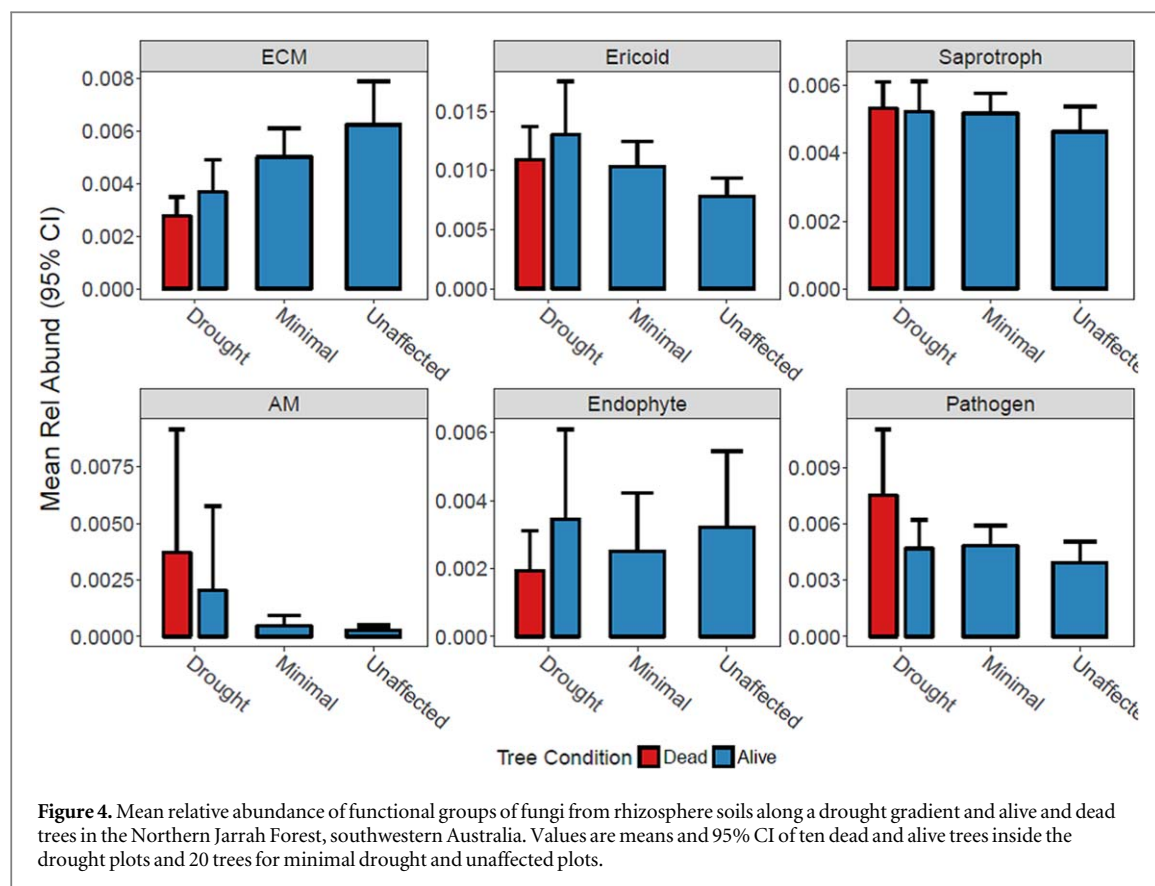 ECM
Ericoid
Saprotroph
0.008
0.006
0.004
0.002
0.000
0.015
0.010
0.005
0.000
0.006
0.004
0.002
0.000
Drought
Minimal
Unaffected
Drought
Minimal
Unaffected
Drought
Minimal
Unaffecte
Mean Rel Abund (95% CI)
AM
Endophyte
Pathogen
0.0075
0.0050
0.0025
0.0000
0.006
0.004
0.002
0.000
0.009
0.006
0.003
0.000
Drought
Minimal
Unaffected
Drought
Minimal
Unaffected
Drought
Minimal
Unaffecte
Tree Condition Dead Alive
Figure 4. Mean relative abundance of functional groups of fungi from rhizosphere soils along a drought gradient and alive and dead
trees in the Northern Jarrah Forest, southwestern Australia. Values are means and 95% CI of ten dead and alive trees inside the
drought plots and 20 trees for minimal drought and unaffected plots.